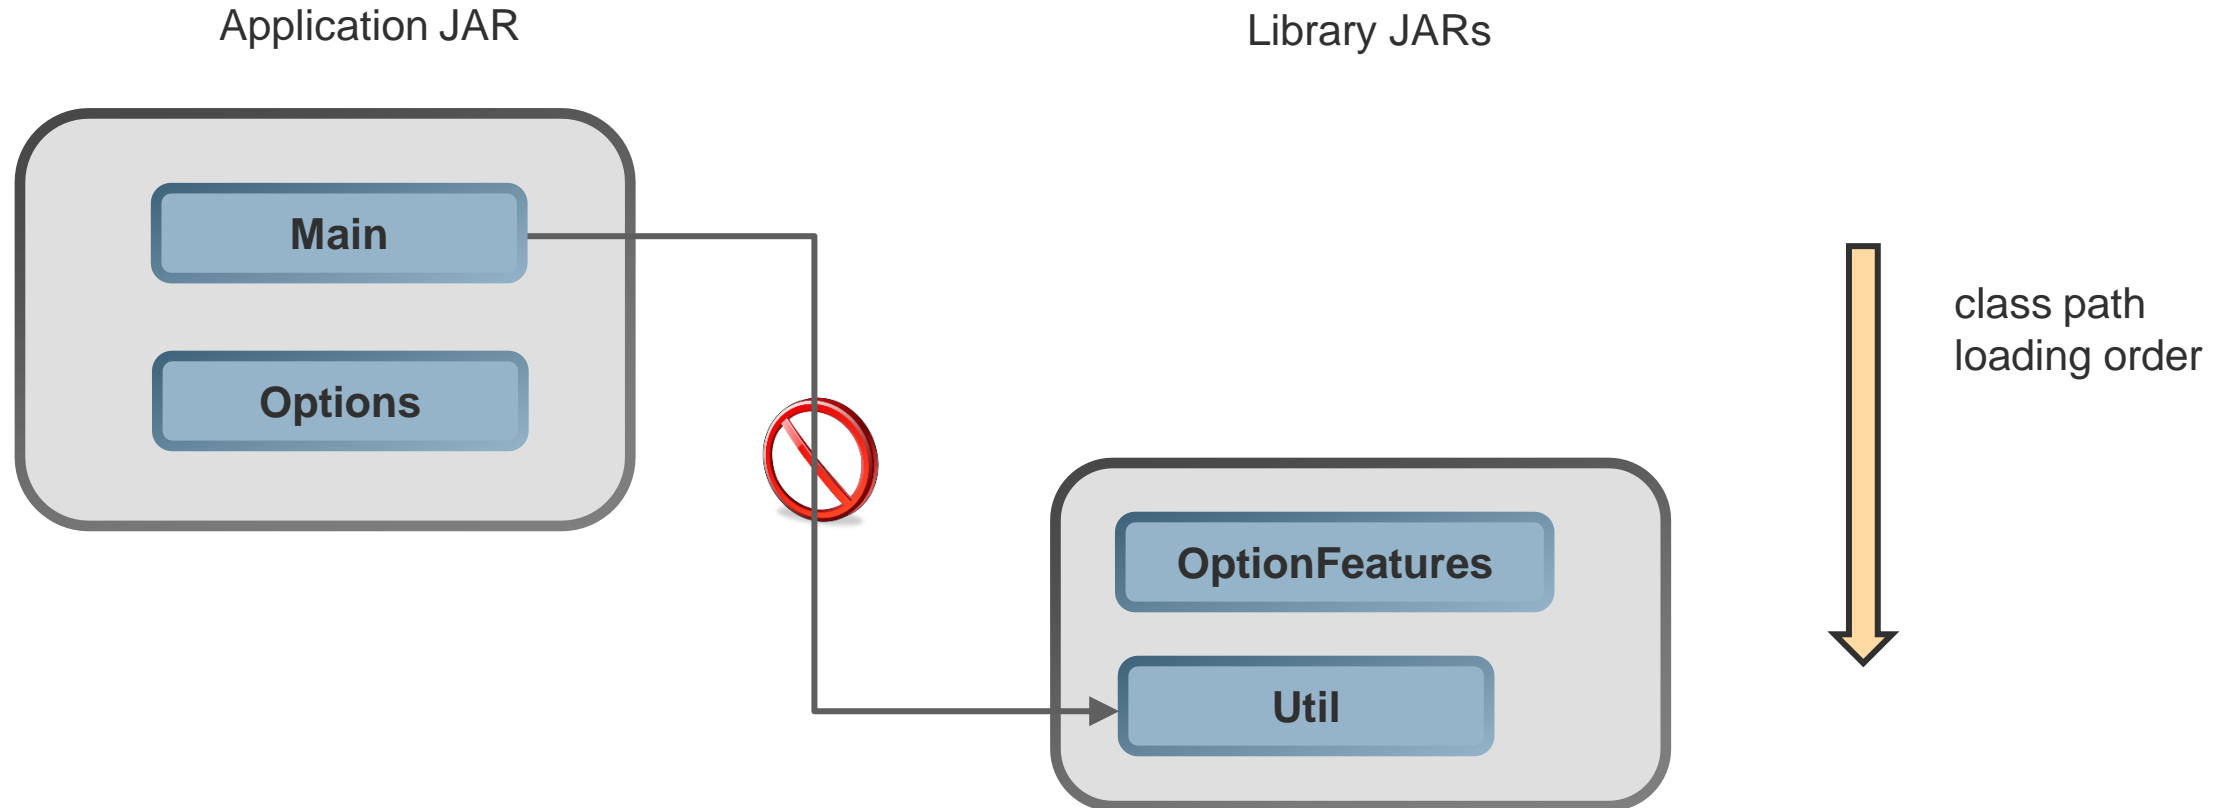 Application JAR
Library JARs
Main
Options
class path
loading order
OptionFeatures
Util